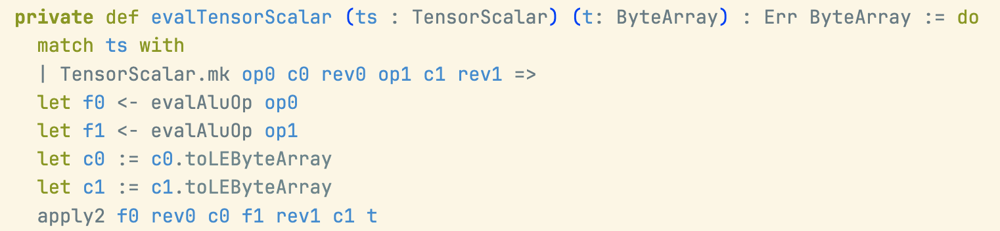 private def evalTensorScalar (ts : TensorScalar) (t: ByteArray) : Err ByteArray := do
  match ts with
  | TensorScalar.mk op0 c0 rev0 op1 c1 rev1 =>
  let f0 <- evalAluOp op0
  let f1 <- evalAluOp op1
  let c0 := c0.toLEByteArray
  let c1 := c1.toLEByteArray
  apply2 f0 rev0 c0 f1 rev1 c1 t